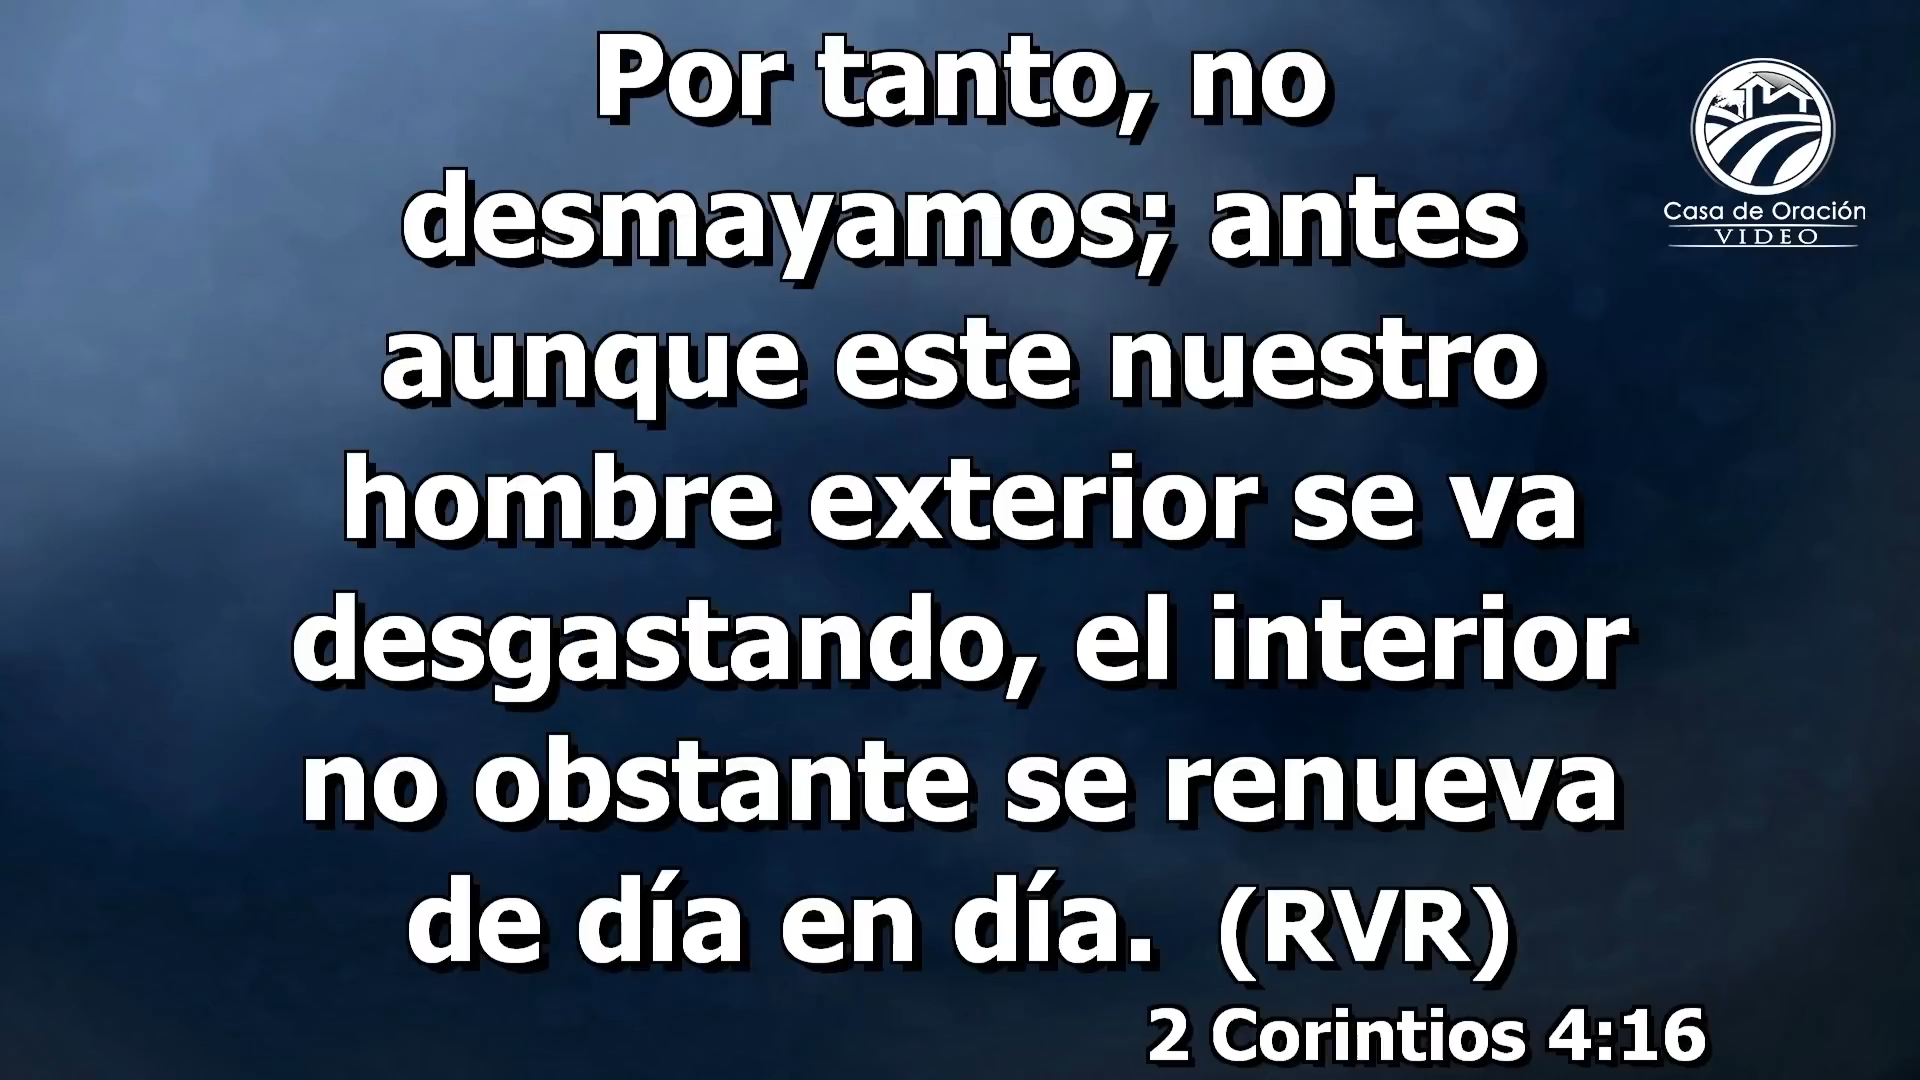 Por tanto, no
desmayamos; antes
aunque este nuestro
hombre exterior se va
desgastando, el interior
no obstante se renueva
de día en día. (RVR)
2 Corintios 4:16
Casa de Oración
VIDEO